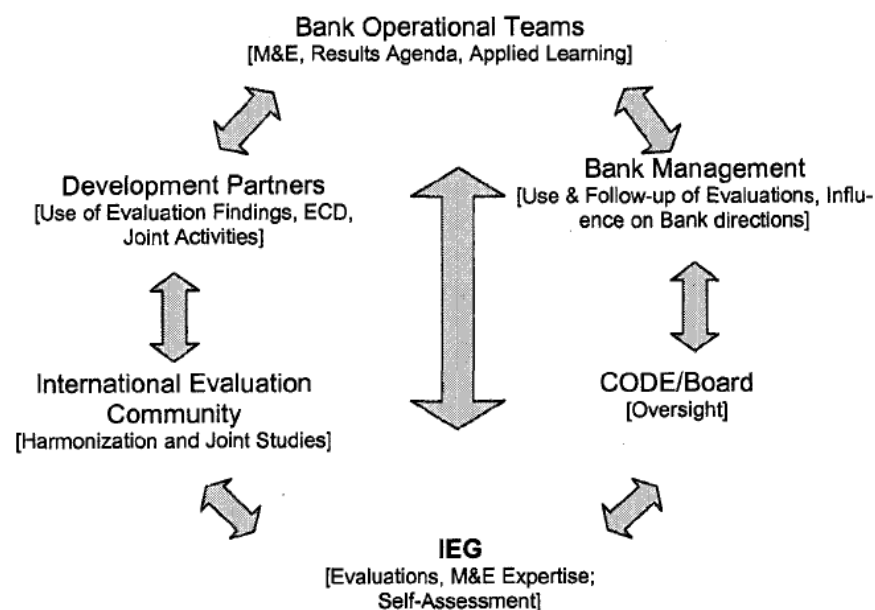 Bank Operational Teams
[M&E, Results Agenda, Applied Learning]
Development Partners
[Use of Evaluation Findings, ECD,
Joint Activities]
Bank Management
[Use & Follow-up of Evaluations, Influ-
ence on Bank directions]
International Evaluation
Community
[Harmonization and Joint Studies]
CODE/Board
[Oversight]
IEG
[Evaluations, M&E Expertise;
Self-Assessment]